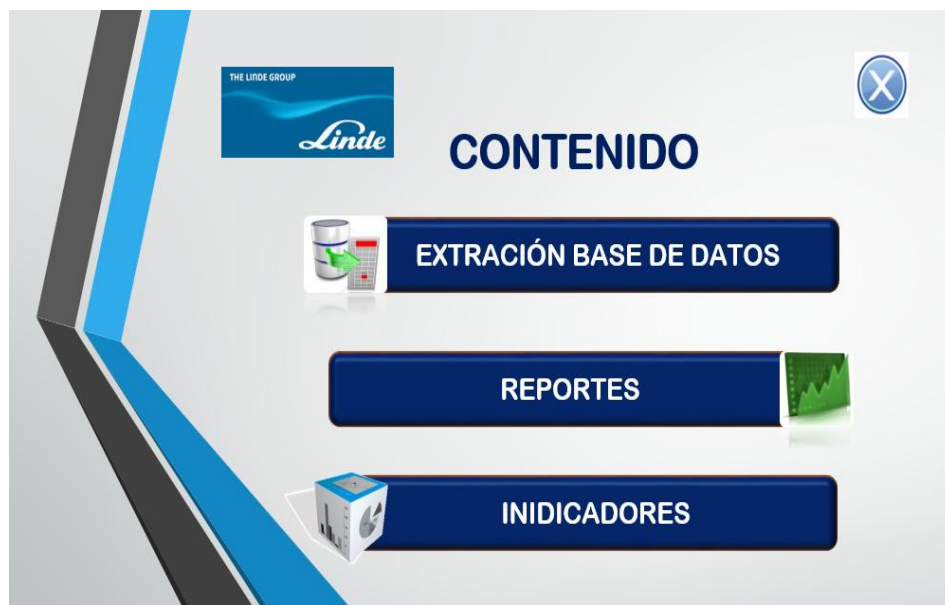 THE LINDE GROUP
Linde
X
CONTENIDO
EXTRACIÓN BASE DE DATOS
REPORTES
INIDICADORES